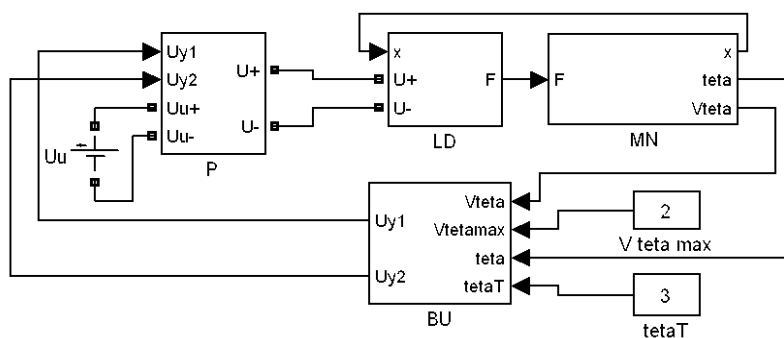 Uy1
Uy2
Uu+
Uu-
U+
U-
P
Uu
+
x
U+
U-
F
LD
F
x
teta
Vteta
MN
Uy1
Uy2
Vteta
Vtetamax
teta
tetaT
BU
2
V teta max
3
tetaT